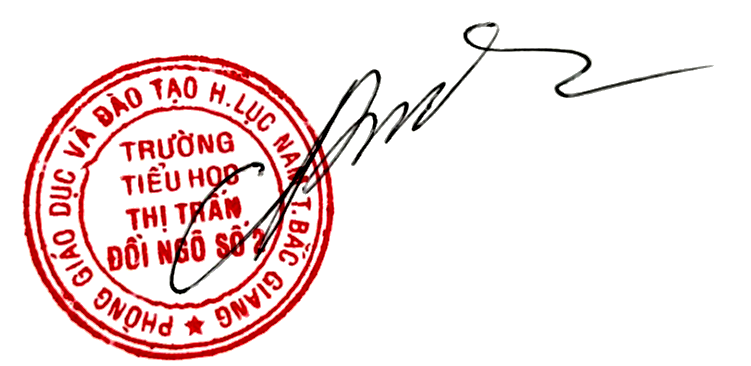 PHÒNG GIÁO DỤC VÀ ĐÀO TẠO H.LỤC NAM T.BẮC GIANG ★
TRƯỜNG
TIỂU HỌC
THỊ TRẤN
ĐỒI NGÔ SỐ 2